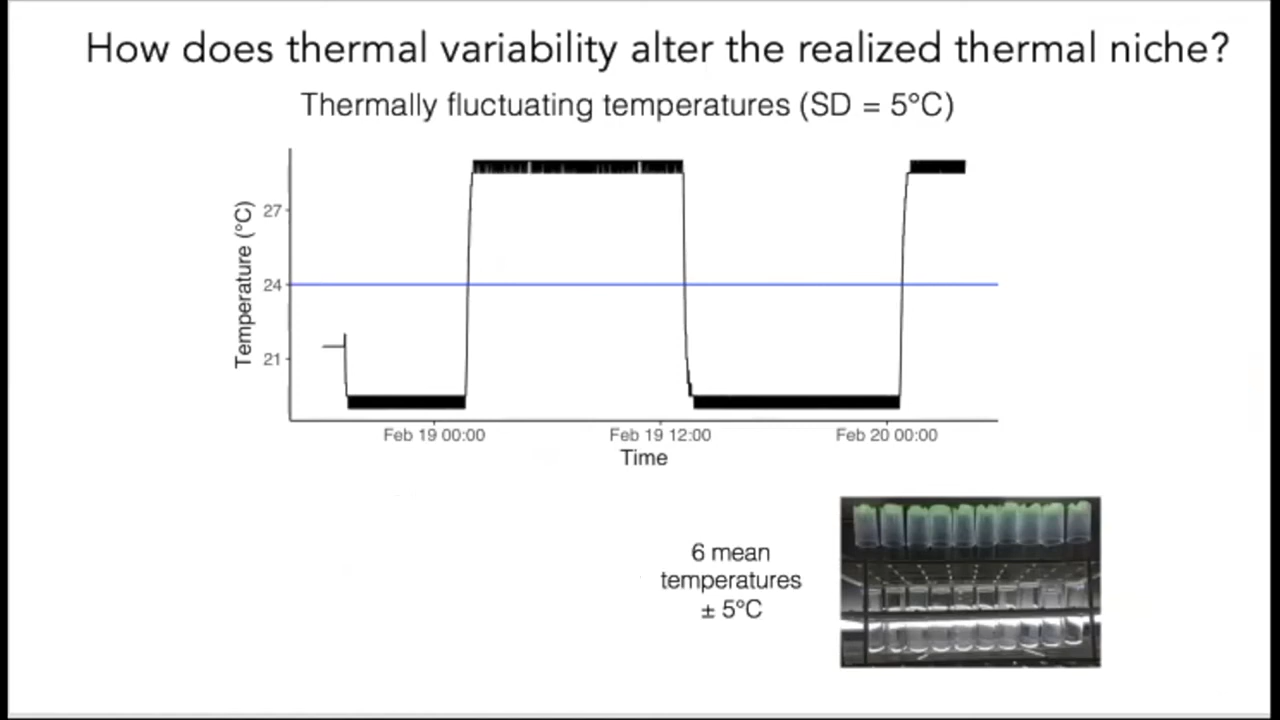 How does thermal variability alter the realized thermal niche?
Thermally fluctuating temperatures (SD = 5°C)
Temperature (°C)
27
24
21
Feb 19 00:00
Feb 19 12:00
Feb 20 00:00
Time
6 mean
temperatures
± 5°C